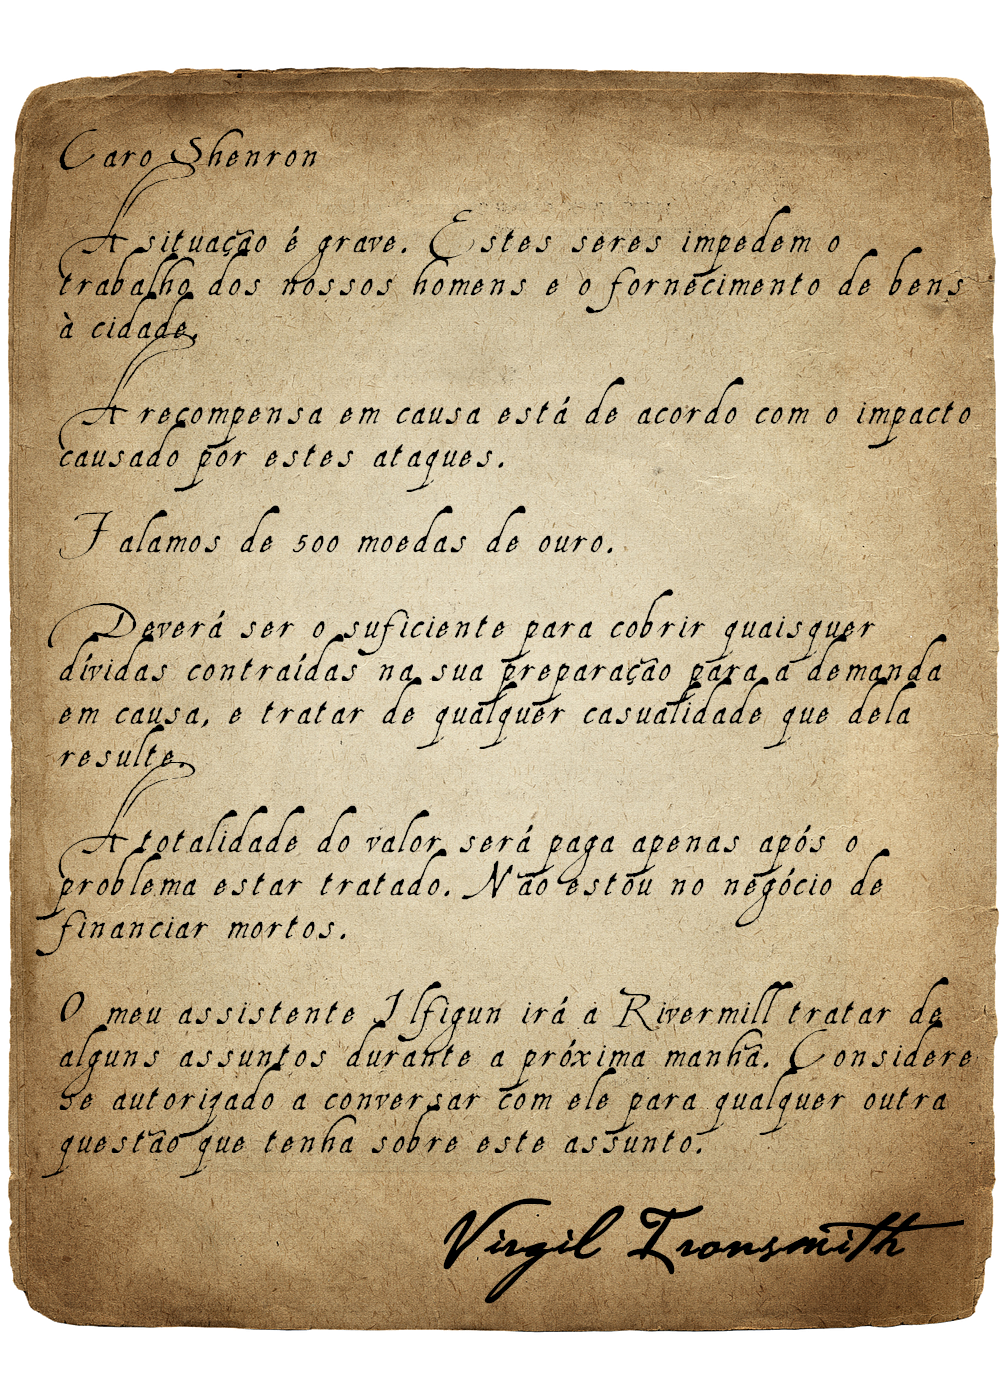 Caro Shenron
A situação é grave. Estes seres impedem o
trabalho dos nossos homens e o fornecimento de bens
à cidade.
A recompensa em causa está de acordo com o impacto
causado por estes ataques.
Falamos de 500 moedas de ouro.
Deverá ser o suficiente para cobrir quaisquer
dívidas contraídas na sua preparação para a demanda
em causa, e tratar de qualquer casualidade que dela
resulte.
A totalidade do valor será paga apenas após o
problema estar tratado. Não estou no negócio de
financiar mortos.
O meu assistente Ilfigun irá a Rivermill tratar de
alguns assuntos durante a próxima manhã. Considere
se autorizado a conversar com ele para qualquer outra
questão que tenha sobre este assunto.
Virgil Ironsmith